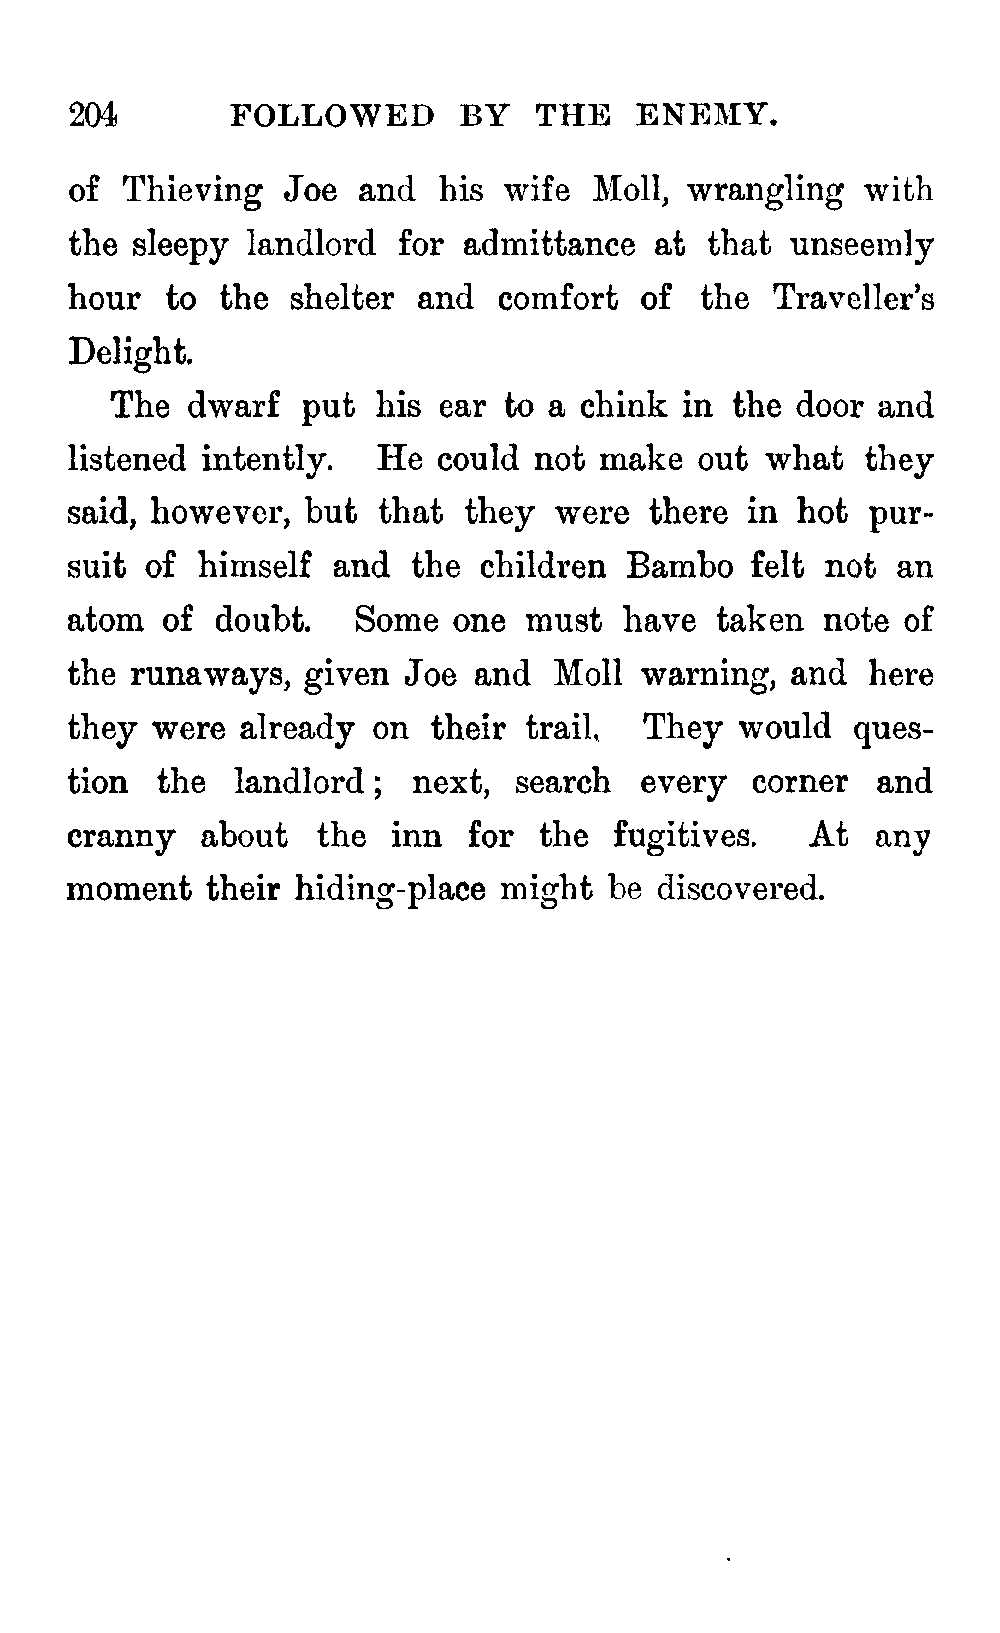 204 FOLLOWED BY THE ENEMY.
of Thieving Joe and his wife Moll, wrangling with
the sleepy landlord for admittance at that unseemly
hour to the shelter and comfort of the Traveller's
Delight.
The dwarf put his ear to a chink in the door and
listened intently. He could not make out what they
said, however, but that they were there in hot pur-
suit of himself and the children Bambo felt not an
atom of doubt. Some one must have taken note of
the runaways, given Joe and Moll warning, and here
they were already on their trail. They would ques-
tion the landlord; next, search every corner and
cranny about the inn for the fugitives. At any
moment their hiding-place might be discovered.